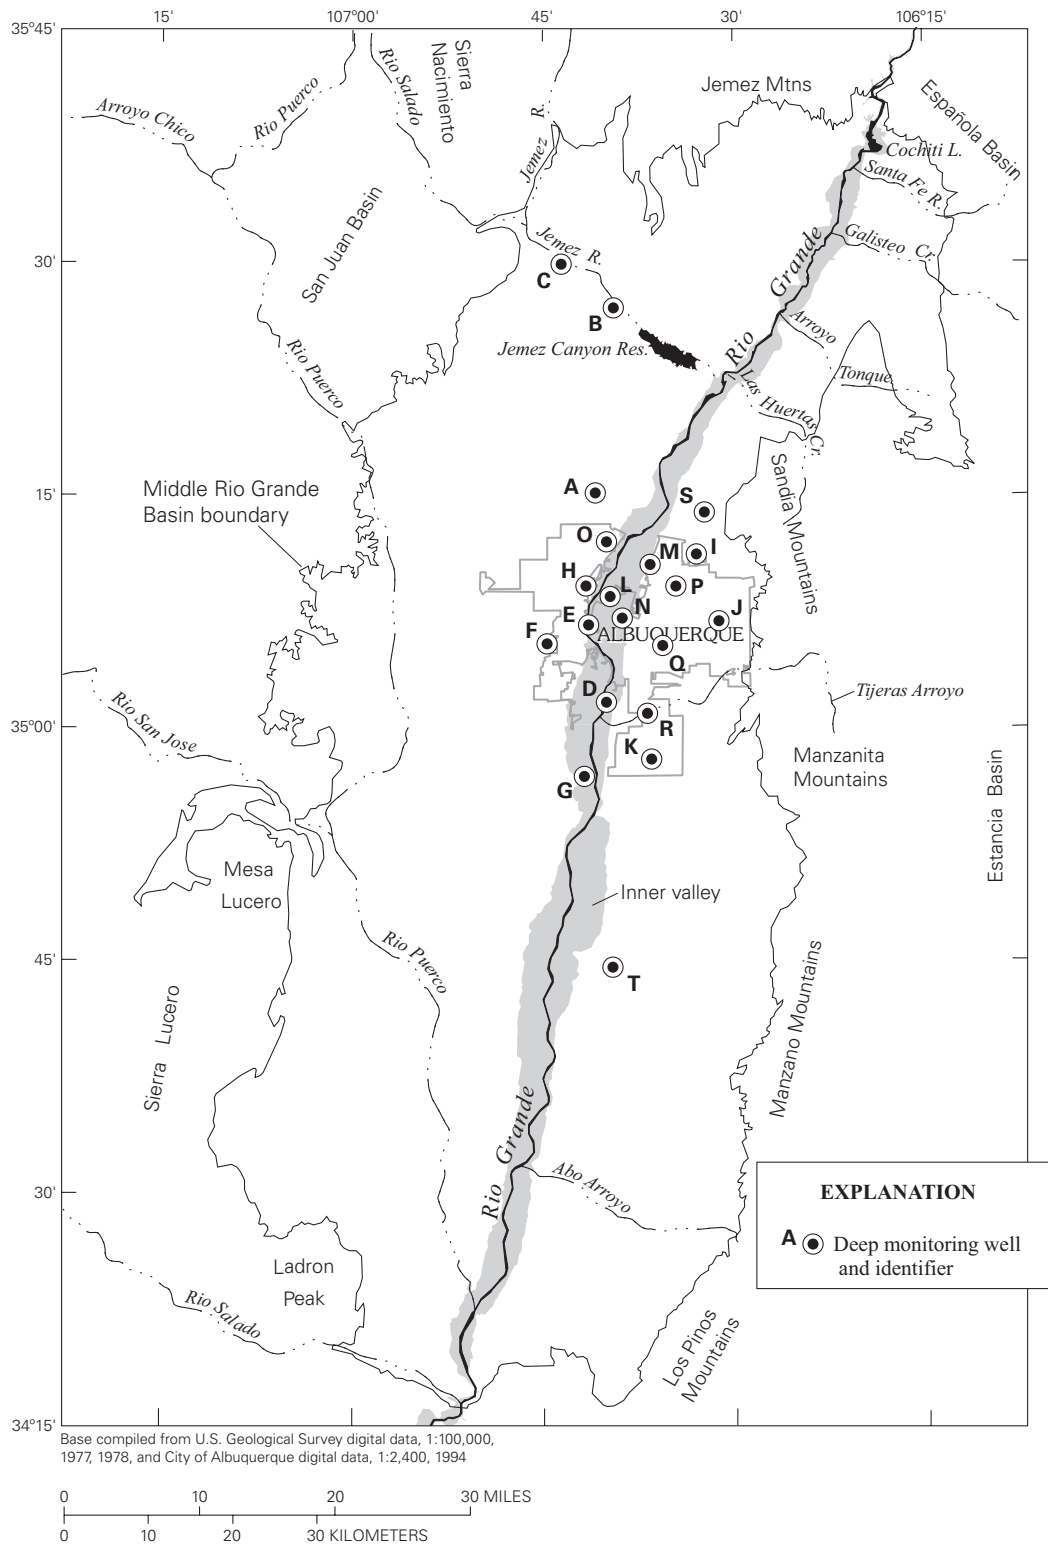 15'
107°00'
45'
30'
106°15'
35°45'
Sierra
Nacimiento
Rio Salado
Rio Puerco
Arroyo Chico
Jemez R.
Jemez Mtns
Española Basin
Cochiti L.
Santa Fe R.
San Juan Basin
Jemez R.
Galisteo Cr.
Rio Grande
30'
C
B
Arroyo
Tonque
Jemez Canyon Res.
Rio Puerco
Las Huertas Cr.
Sandia Mountains
15'
Middle Rio Grande
Basin boundary
A
S
O
M
I
H
L
P
N
J
E
ALBUQUERQUE
F
Q
D
Tijeras Arroyo
R
35°00'
Rio San Jose
K
Manzanita
Mountains
G
Estancia Basin
Mesa
Lucero
Inner valley
Rio Puerco
45'
T
Sierra Lucero
Manzano Mountains
Rio Grande
Abo Arroyo
30'
EXPLANATION
A
Deep monitoring well
and identifier
Ladron
Peak
Rio Salado
Los Pinos
Mountains
34°15'
Base compiled from U.S. Geological Survey digital data, 1:100,000,
1977, 1978, and City of Albuquerque digital data, 1:2,400, 1994
0 10 20 30 MILES
0 10 20 30 KILOMETERS